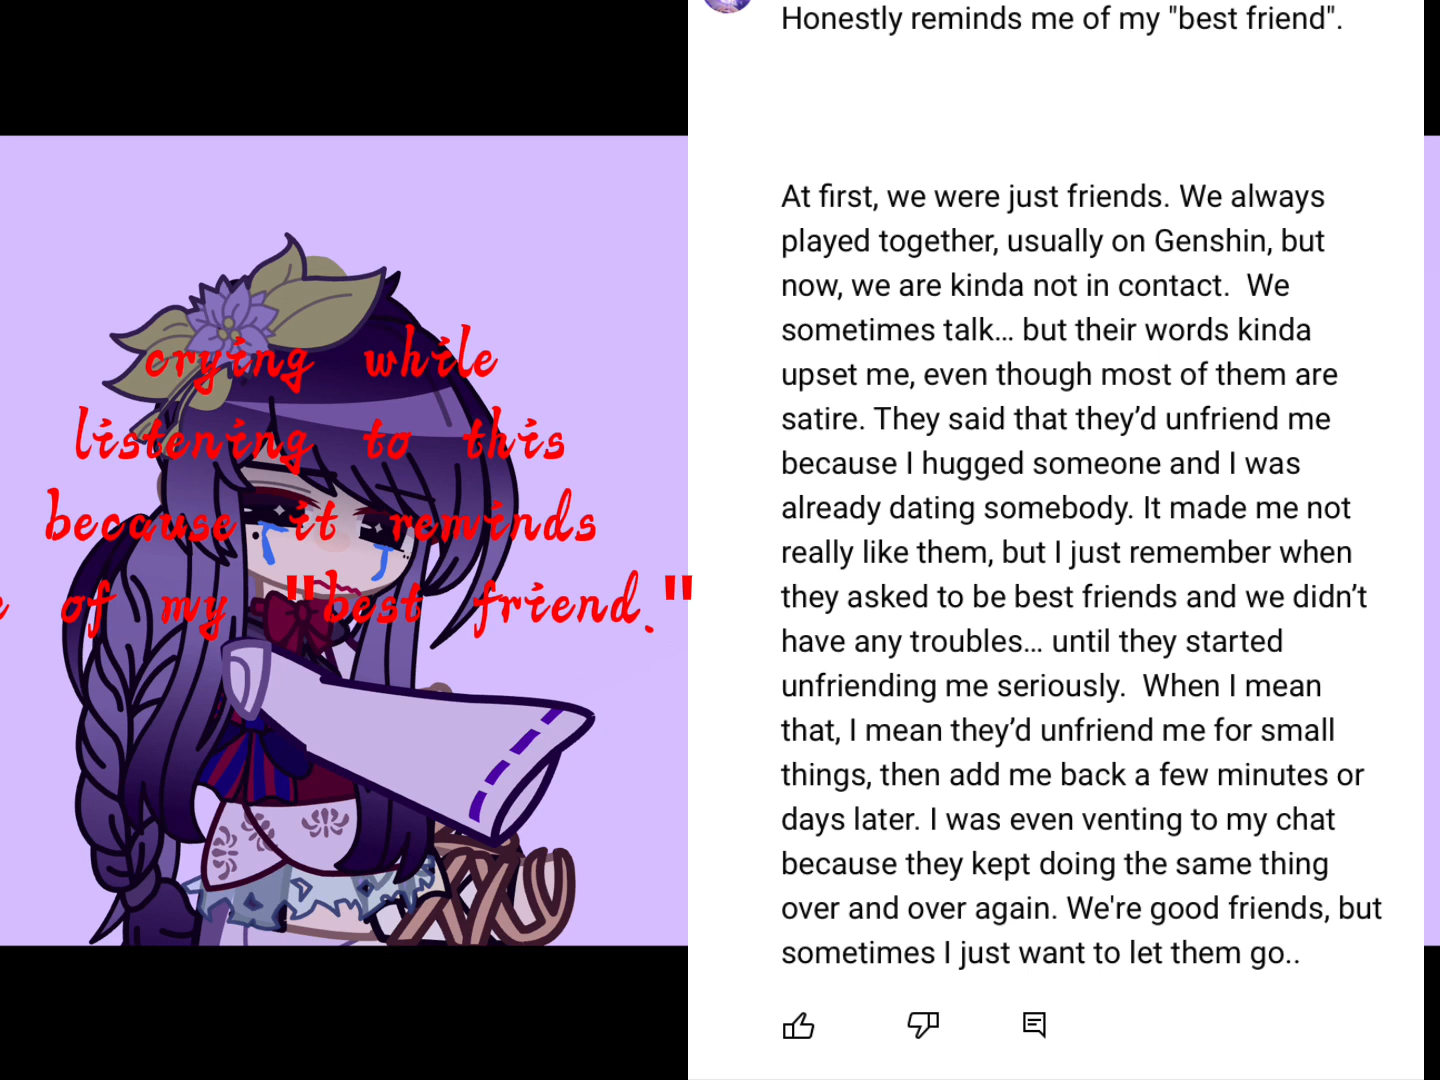 crying while
listening to this
because it reminds
of my "best friend."
Honestly reminds me of my "best friend".
At first, we were just friends. We always
played together, usually on Genshin, but
now, we are kinda not in contact.  We
sometimes talk… but their words kinda
upset me, even though most of them are
satire. They said that they’d unfriend me
because I hugged someone and I was
already dating somebody. It made me not
really like them, but I just remember when
they asked to be best friends and we didn’t
have any troubles… until they started
unfriending me seriously.  When I mean
that, I mean they’d unfriend me for small
things, then add me back a few minutes or
days later. I was even venting to my chat
because they kept doing the same thing
over and over again. We're good friends, but
sometimes I just want to let them go..